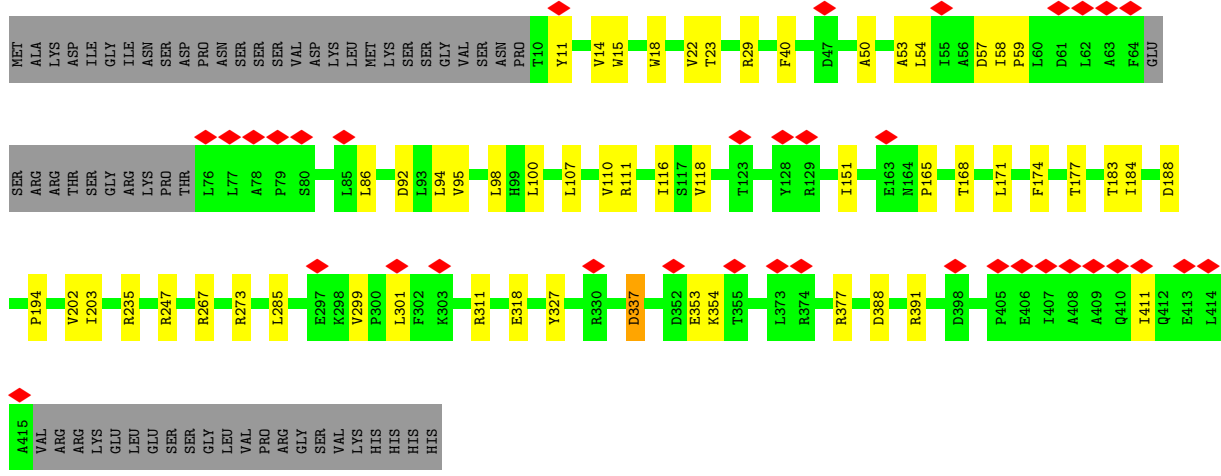 MET ALA LYS ASP ILE GLY ILE ASN SER ASP PRO ASN SER SER SER VAL ASP LYS LEU MET LYS SER SER GLY VAL SER ASN PRO T10 Y11 V14 W15 W18 V22 T23 R29 F40 D47 A50 A53 L54 I55 A56 D57 I58 P59 L60 D61 L62 A63 F64 GLU
SER ARG ARG THR SER GLY ARG LYS PRO THR L76 L77 A78 P79 S80 L85 L86 D92 L93 L94 V95 L98 H99 L100 L107 V110 R111 I116 S117 V118 T123 Y128 R129 I151 E163 N164 P165 T168 L171 F174 T177 T183 I184 D188
P194 V202 I203 R235 R247 R267 R273 L285 E297 K298 V299 P300 L301 F302 K303 R311 E318 Y327 R330 D337 D352 E353 K354 T355 L373 R374 R377 D388 R391 D398 P405 E406 I407 A408 A409 Q410 I411 Q412 E413 L414
A415 VAL ARG ARG LYS GLU LEU GLU SER SER GLY LEU VAL PRO ARG GLY SER VAL LYS HIS HIS HIS HIS